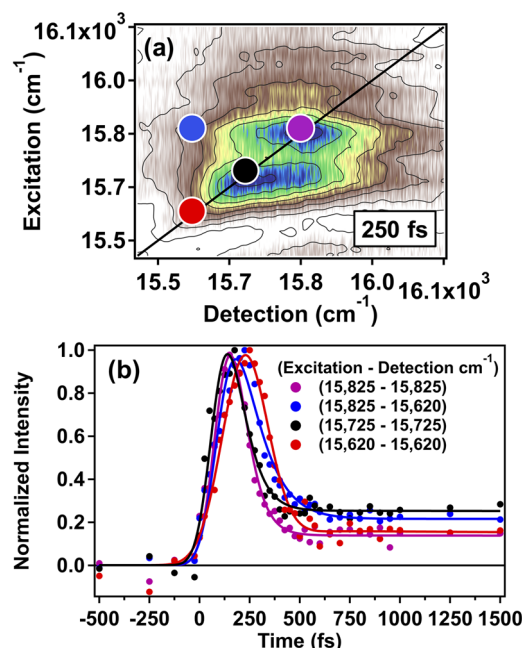 16.1x10³
(a)
16.0
15.8
15.7
15.5
Excitation (cm⁻¹)
250 fs
15.5 15.7 15.8 16.0 16.1x10³
Detection (cm⁻¹)
(b)
(Excitation - Detection cm⁻¹)
(15,825 - 15,825)
(15,825 - 15,620)
(15,725 - 15,725)
(15,620 - 15,620)
1.0
0.8
0.6
0.4
0.2
0.0
Normalized Intensity
-500 -250 0 250 500 750 1000 1250 1500
Time (fs)